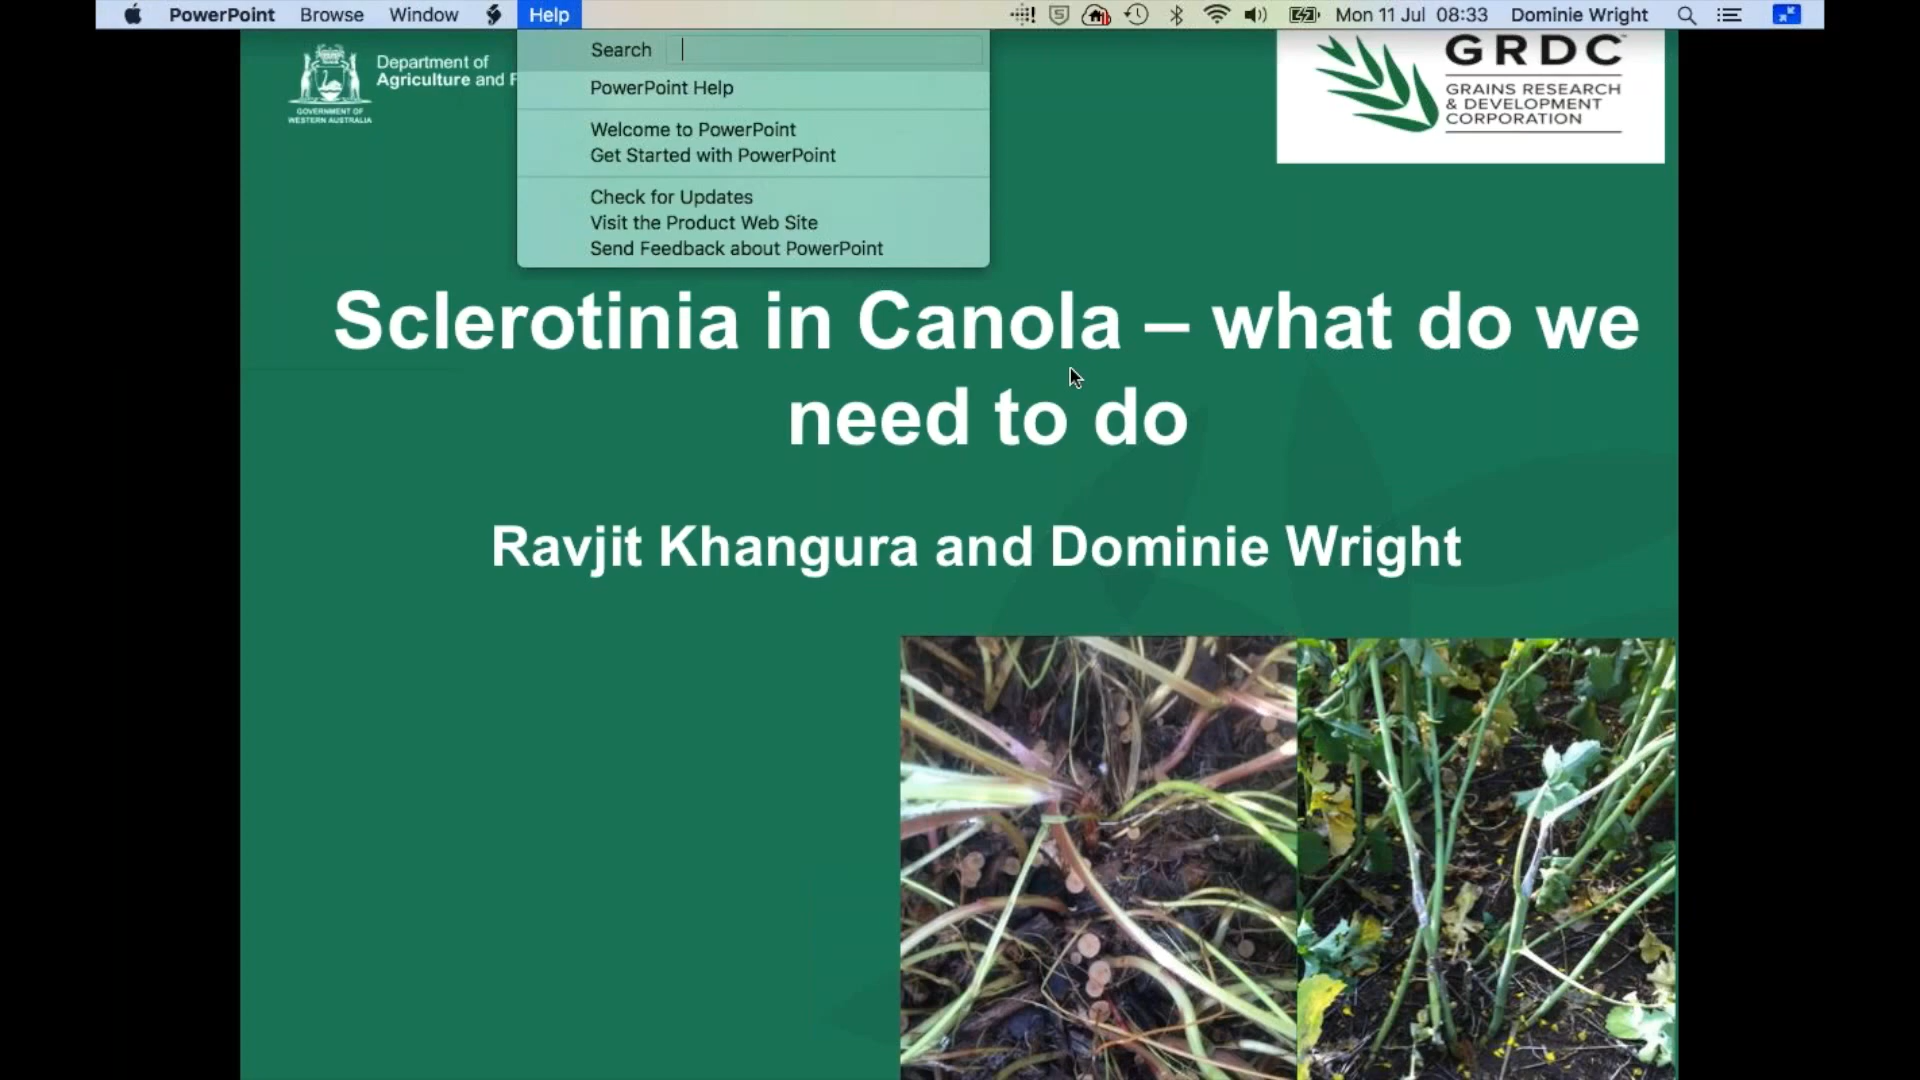 PowerPoint Browse Window Help Mon 11 Jul 08:33 Dominie Wright
Search
PowerPoint Help
Welcome to PowerPoint
Get Started with PowerPoint
Check for Updates
Visit the Product Web Site
Send Feedback about PowerPoint
Department of
Agriculture and F
GOVERNMENT OF
WESTERN AUSTRALIA
GRDC
GRAINS RESEARCH
& DEVELOPMENT
CORPORATION
Sclerotinia in Canola – what do we
need to do
Ravjit Khangura and Dominie Wright